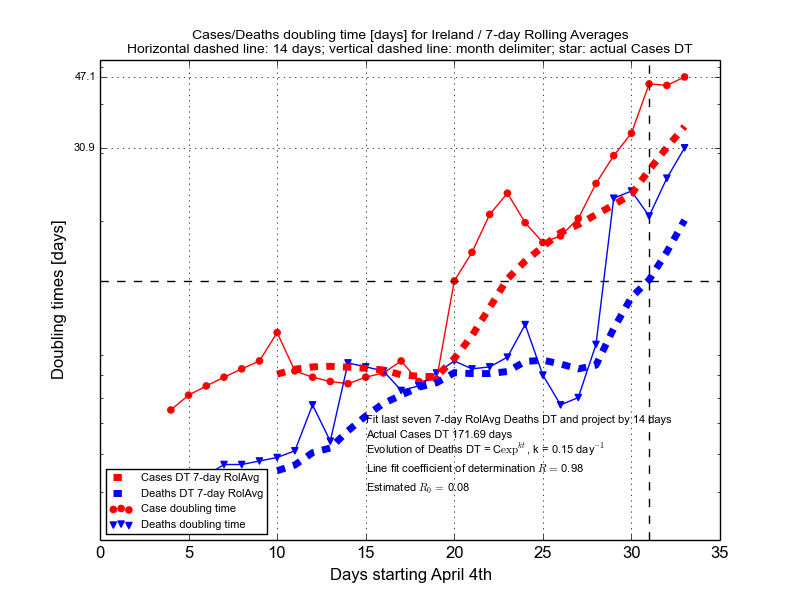 Cases/Deaths doubling time [days] for Ireland / 7-day Rolling Averages
Horizontal dashed line: 14 days; vertical dashed line: month delimiter; star: actual Cases DT
47.1
30.9
Doubling times [days]
Fit last seven 7-day RolAvg Deaths DT and project by 14 days
Actual Cases DT 171.69 days
Evolution of Deaths DT = Cexp^{kt}, k = 0.15 day^{-1}
Line fit coefficient of determination R = 0.98
Estimated R_0 = 0.08
Cases DT 7-day RolAvg
Deaths DT 7-day RolAvg
Case doubling time
Deaths doubling time
0 5 10 15 20 25 30 35
Days starting April 4th